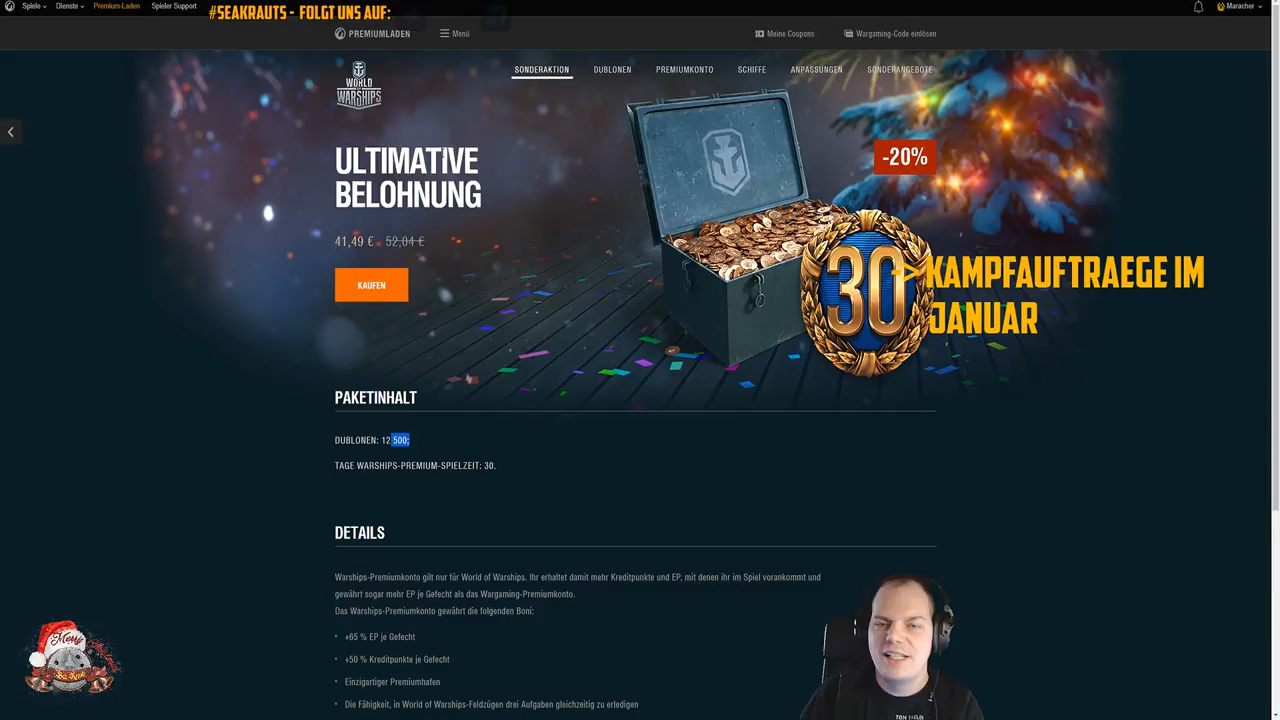 Spiele
Dienste
Premium-Laden
Spieler Support
#SEAKRAUTS - FOLGT UNS AUF:
Maracher
PREMIUMLADEN
Menü
Meine Coupons
Wargaming-Code einlösen
WORLD
WARSHIPS
SONDERAKTION
DUBLONEN
PREMIUMKONTO
SCHIFFE
ANPASSUNGEN
SONDERANGEBOTE
ULTIMATIVE
BELOHNUNG
-20%
41,49 € 52,04 €
KAUFEN
30
> KAMPFAUFTRAEGE IM
JANUAR
PAKETINHALT
DUBLONEN: 12 500;
TAGE WARSHIPS-PREMIUM-SPIELZEIT: 30.
DETAILS
Warships-Premiumkonto gilt nur für World of Warships. Ihr erhaltet damit mehr Kreditpunkte und EP, mit denen ihr im Spiel vorankommt und
gewährt sogar mehr EP je Gefecht als das Wargaming-Premiumkonto.
Das Warships-Premiumkonto gewährt die folgenden Boni:
+65 % EP je Gefecht
+50 % Kreditpunkte je Gefecht
Einzigartiger Premiumhafen
Die Fähigkeit, in World of Warships-Feldzügen drei Aufgaben gleichzeitig zu erledigen
Merry
TOM TAILOR